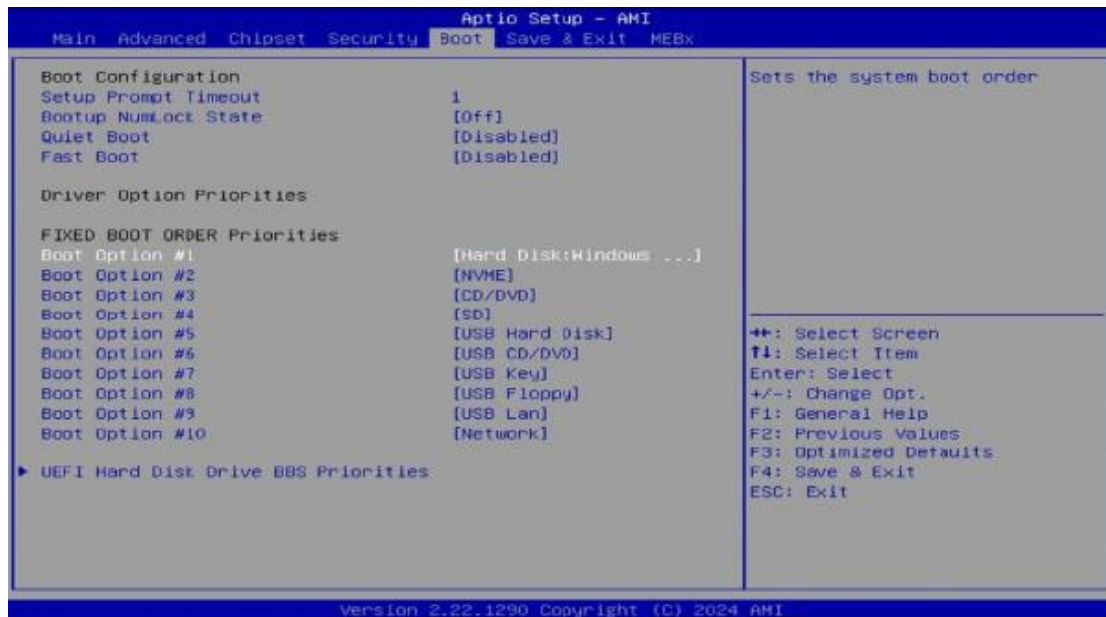 Aptio Setup - AMI
Main Advanced Chipset Security Boot Save & Exit MEBx
Boot Configuration
Setup Prompt Timeout 1
Bootup NumLock State [Off]
Quiet Boot [Disabled]
Fast Boot [Disabled]
Driver Option Priorities
FIXED BOOT ORDER Priorities
Boot Option #1 [Hard Disk:Windows ...]
Boot Option #2 [NVME]
Boot Option #3 [CD/DVD]
Boot Option #4 [SD]
Boot Option #5 [USB Hard Disk]
Boot Option #6 [USB CD/DVD]
Boot Option #7 [USB Key]
Boot Option #8 [USB Floppy]
Boot Option #9 [USB Lan]
Boot Option #10 [Network]
► UEFI Hard Disk Drive BBS Priorities
Sets the system boot order
→←: Select Screen
↑↓: Select Item
Enter: Select
+/-: Change Opt.
F1: General Help
F2: Previous Values
F3: Optimized Defaults
F4: Save & Exit
ESC: Exit
Version 2.22.1290 Copyright (C) 2024 AMI